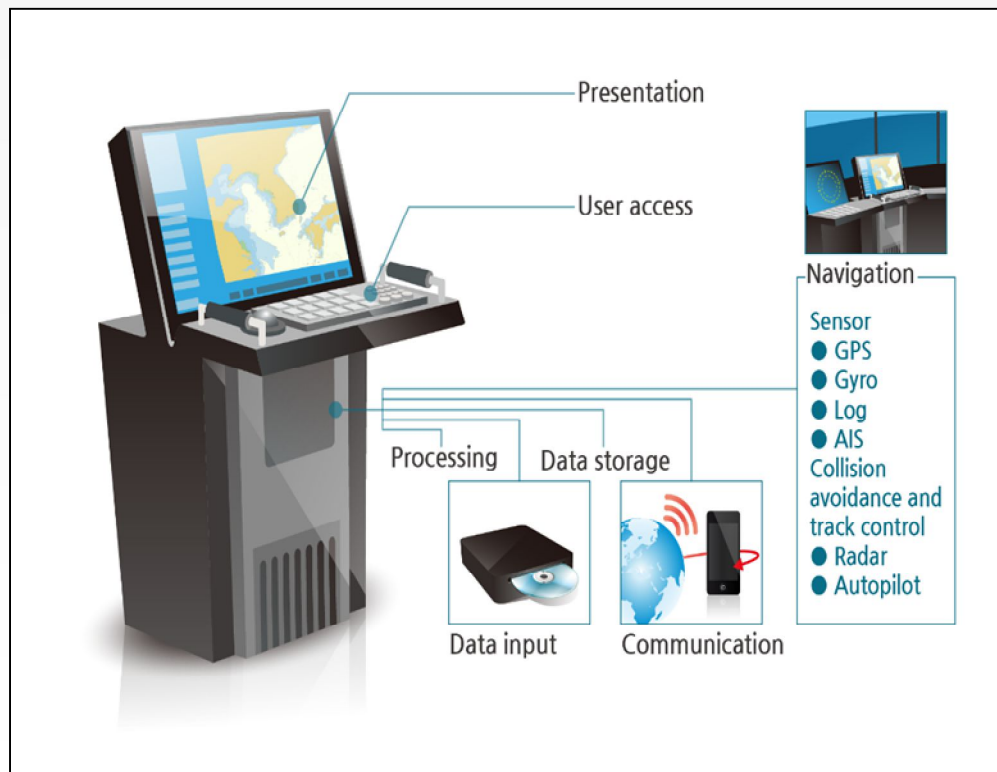 Presentation
User access
Processing
Data storage
Data input
Communication
Navigation
Sensor
● GPS
● Gyro
● Log
● AIS
Collision
avoidance and
track control
● Radar
● Autopilot